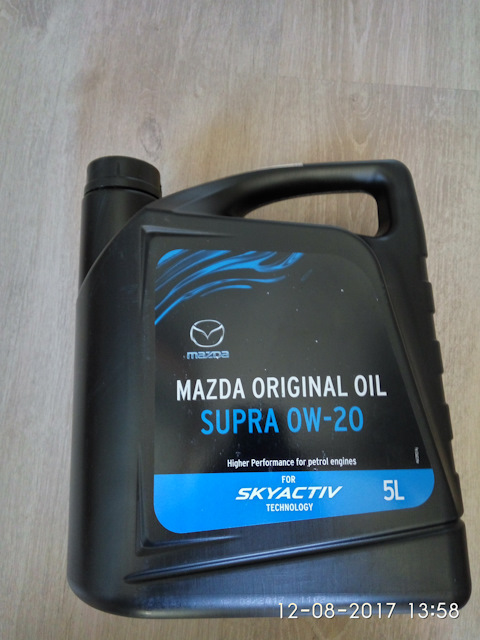 mazda
MAZDA ORIGINAL OIL
SUPRA 0W-20
Higher Performance for petrol engines
FOR
SKYACTIV
TECHNOLOGY
5L
12-08-2017 13:58